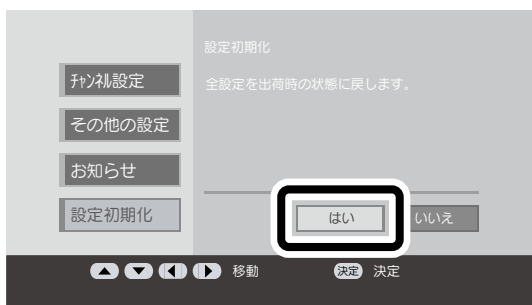 設定初期化
全設定を出荷時の状態に戻します。
ﾁｬﾝﾈﾙ設定
その他の設定
お知らせ
設定初期化
はい
いいえ
移動
決定 決定